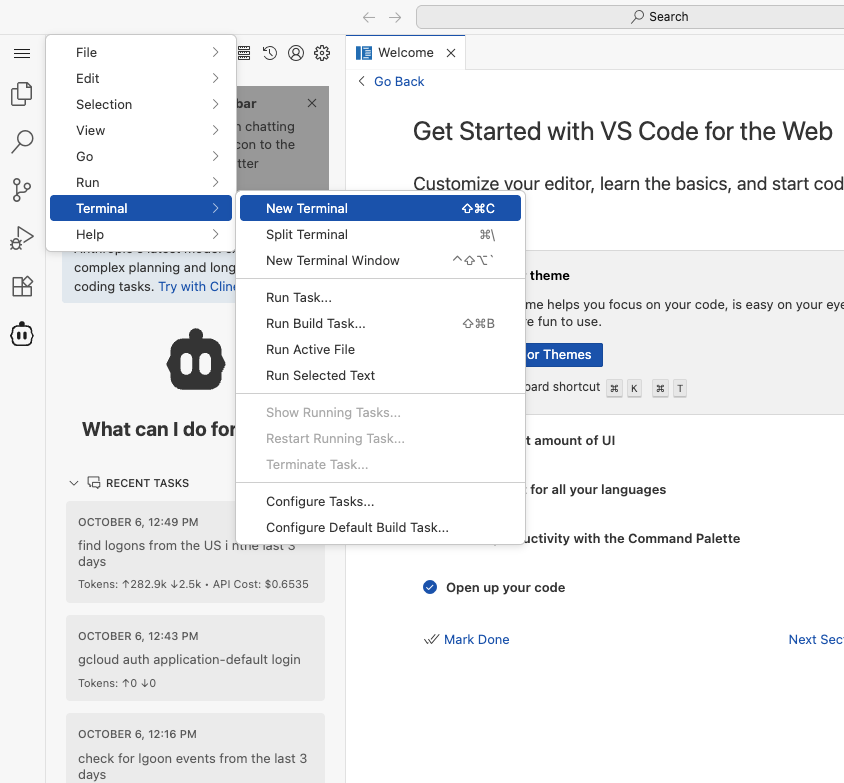 Search
File
Edit
Selection
View
Go
Run
Terminal
Help
New Terminal ⇧⌘C
Split Terminal ⌘\
New Terminal Window ^⇧⌥`
Run Task...
Run Build Task... ⇧⌘B
Run Active File
Run Selected Text
Show Running Tasks...
Restart Running Task...
Terminate Task...
Configure Tasks...
Configure Default Build Task...
bar
chatting
con to the
tter
complex planning and long
coding tasks. Try with Cline
What can I do for
RECENT TASKS
OCTOBER 6, 12:49 PM
find logons from the US i nthe last 3
days
Tokens: ↑282.9k ↓2.5k • API Cost: $0.6535
OCTOBER 6, 12:43 PM
gcloud auth application-default login
Tokens: ↑0 ↓0
OCTOBER 6, 12:16 PM
check for lgoon events from the last 3
days
Welcome
Go Back
Get Started with VS Code for the Web
Customize your editor, learn the basics, and start cod
theme
me helps you focus on your code, is easy on your eye
re fun to use.
or Themes
oard shortcut ⌘ K ⌘ T
t amount of UI
for all your languages
uctivity with the Command Palette
Open up your code
Mark Done
Next Sec